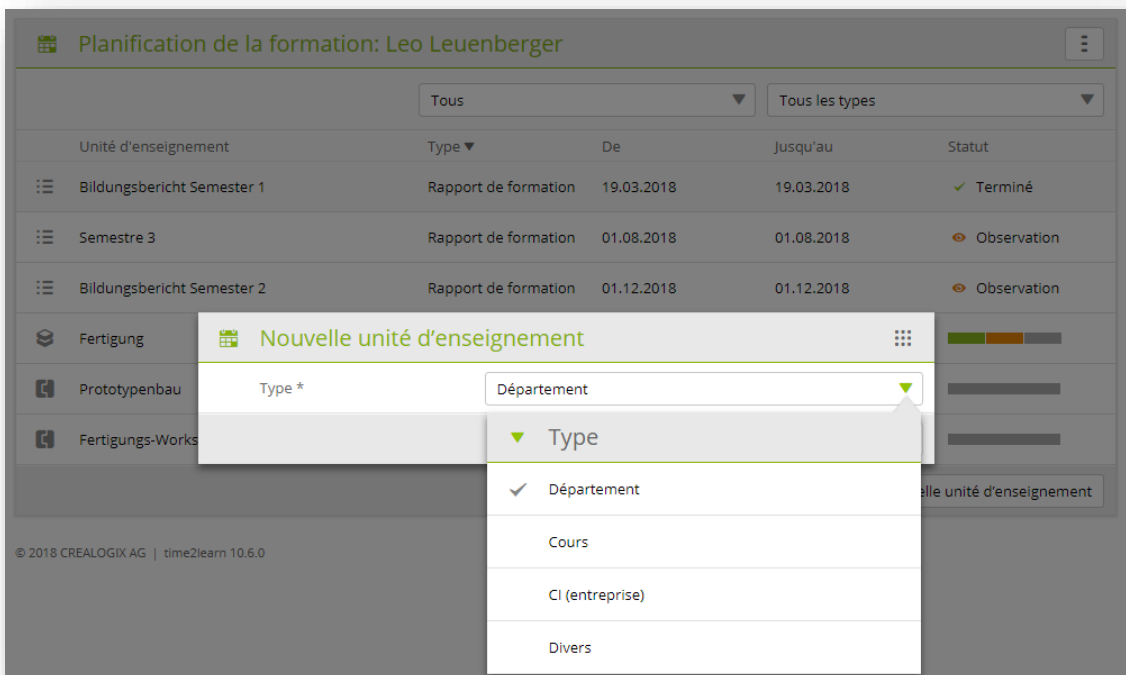 Planification de la formation: Leo Leuenberger
Tous Tous les types
Unité d'enseignement Type De Jusqu'au Statut
Bildungsbericht Semester 1 Rapport de formation 19.03.2018 19.03.2018 Terminé
Semestre 3 Rapport de formation 01.08.2018 01.08.2018 Observation
Bildungsbericht Semester 2 Rapport de formation 01.12.2018 01.12.2018 Observation
Fertigung
Prototypenbau
Fertigungs-Works
Nouvelle unité d’enseignement
Type * Département
Type
Département
Cours
CI (entreprise)
Divers
elle unité d’enseignement
© 2018 CREALOGIX AG | time2learn 10.6.0